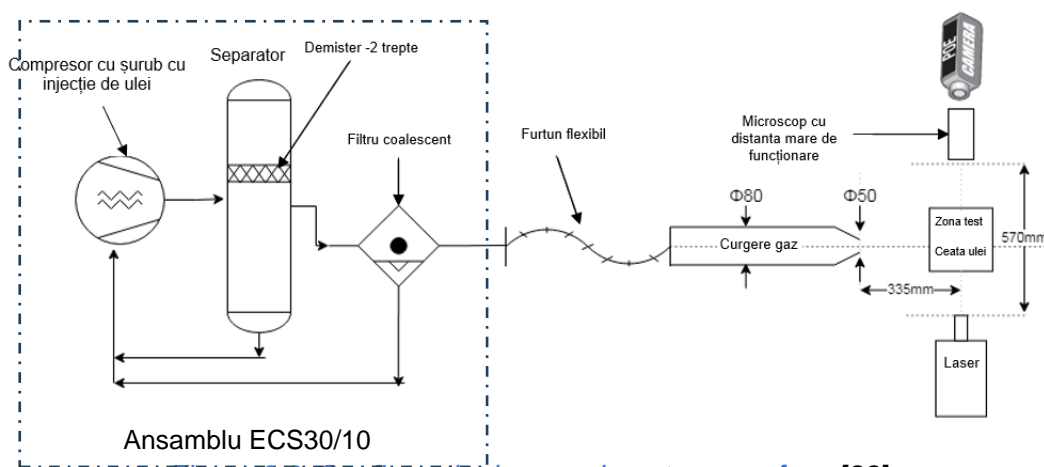 Compresor cu șurub cu
injecție de ulei
Separator
Demister -2 trepte
Filtru coalescent
Furtun flexibil
Microscop cu
distanta mare de
funcționare
POE
CAMERA
Φ80
Φ50
Curgere gaz
Zona test
Ceata ulei
570mm
335mm
Laser
Ansamblu ECS30/10